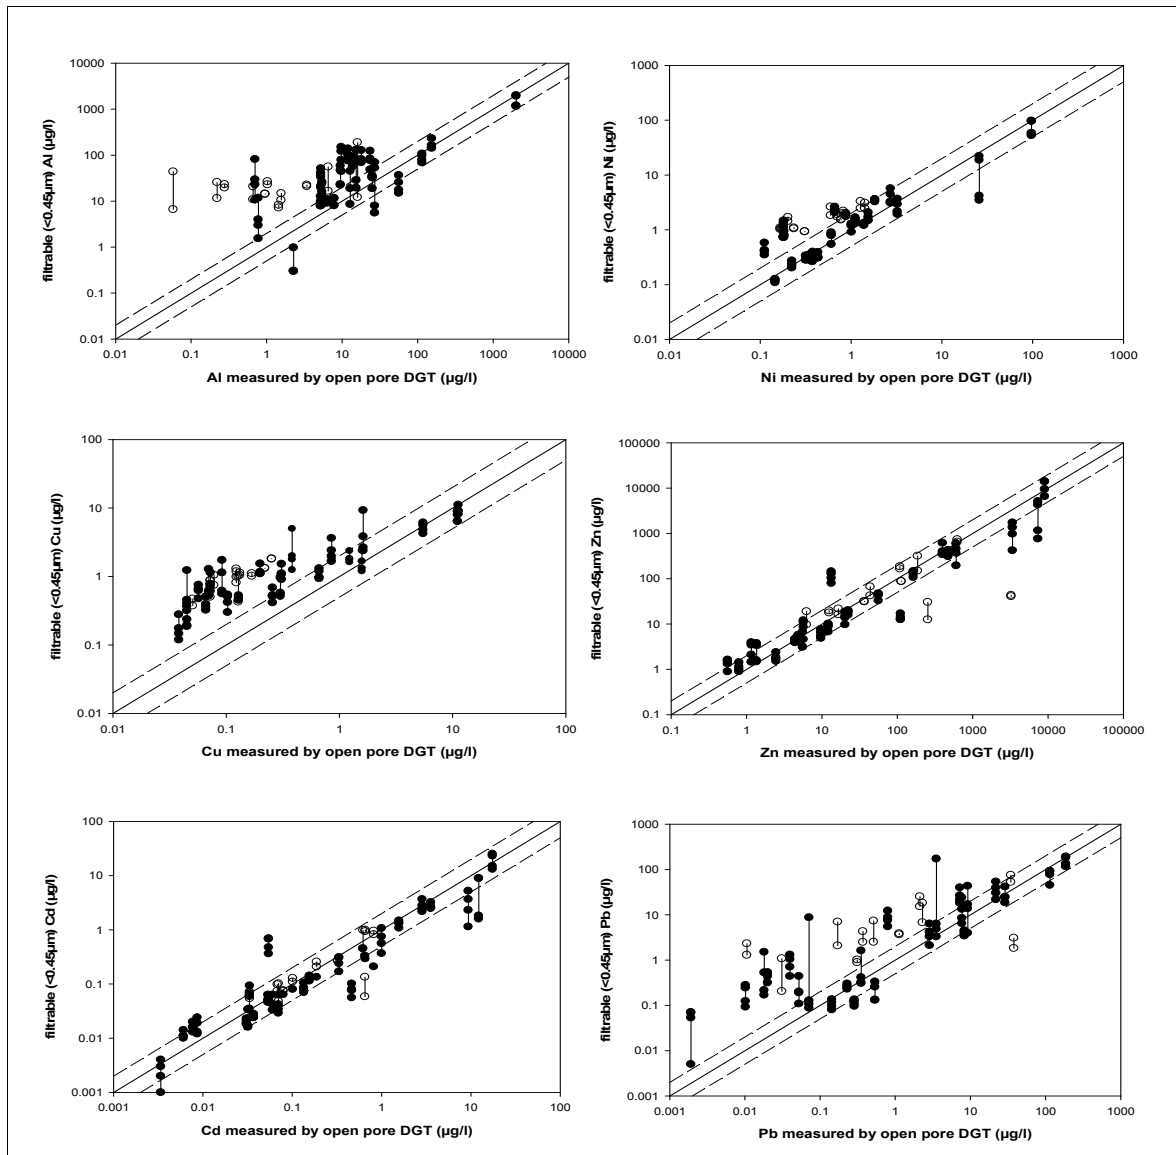 10000
1000
100
10
1
0.1
0.01
filtrable (<0.45µm) Al (µg/l)
0.01 0.1 1 10 100 1000 10000
Al measured by open pore DGT (µg/l)
1000
100
10
1
0.1
0.01
filtrable (<0.45µm) Ni (µg/l)
0.01 0.1 1 10 100 1000
Ni measured by open pore DGT (µg/l)
100
10
1
0.1
0.01
filtrable (<0.45µm) Cu (µg/l)
0.01 0.1 1 10 100
Cu measured by open pore DGT (µg/l)
100000
10000
1000
100
10
1
0.1
filtrable (<0.45µm) Zn (µg/l)
0.1 1 10 100 1000 10000 100000
Zn measured by open pore DGT (µg/l)
100
10
1
0.1
0.01
0.001
filtrable (<0.45µm) Cd (µg/l)
0.001 0.01 0.1 1 10 100
Cd measured by open pore DGT (µg/l)
1000
100
10
1
0.1
0.01
0.001
filtrable (<0.45µm) Pb (µg/l)
0.001 0.01 0.1 1 10 100 1000
Pb measured by open pore DGT (µg/l)